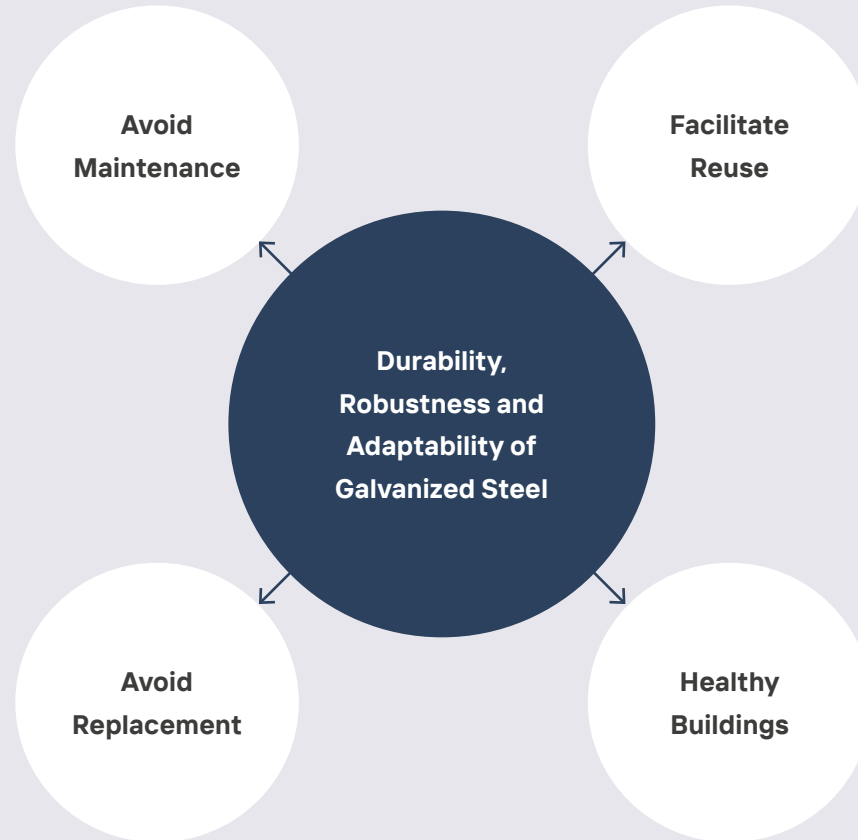 Avoid
Maintenance
Facilitate
Reuse
Durability,
Robustness and
Adaptability of
Galvanized Steel
Avoid
Replacement
Healthy
Buildings